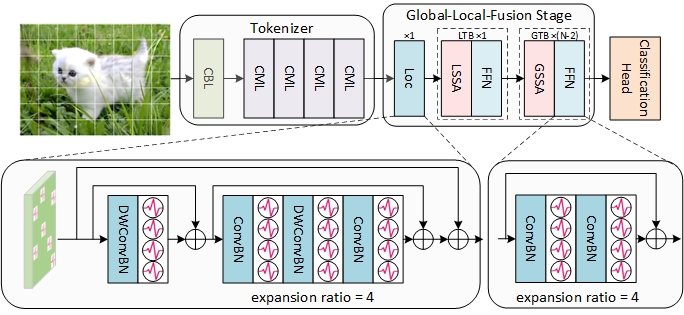 Tokenizer
Global-Local-Fusion Stage
CBL
CML
CML
CML
CML
×1
Loc
LTB×1
LSSA
FFN
GTB×(N-2)
GSSA
FFN
Classification
Head
DWConvBN
ConvBN
DWConvBN
ConvBN
expansion ratio = 4
ConvBN
ConvBN
expansion ratio = 4